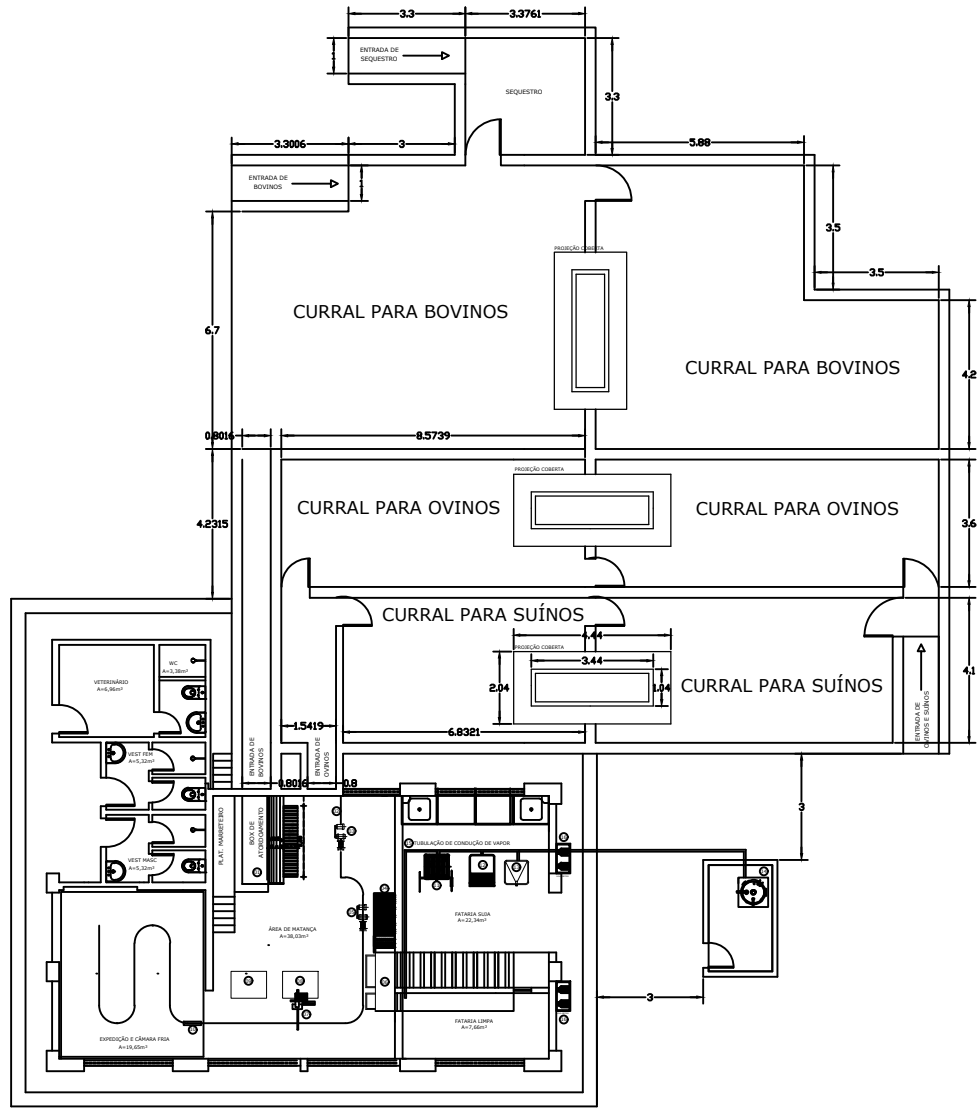 3.3
3.3761
ENTRADA DE
SEQUESTRO
SEQUESTRO
3.3
3.3006
3
5.88
ENTRADA DE
BOVINOS
3.5
PROJEÇÃO COBERTA
3.5
CURRAL PARA BOVINOS
6.7
CURRAL PARA BOVINOS
4.2
0.8016
8.5739
PROJEÇÃO COBERTA
CURRAL PARA OVINOS
CURRAL PARA OVINOS
4.2315
3.6
CURRAL PARA SUÍNOS
4.44
PROJEÇÃO COBERTA
3.44
2.04
1.04
CURRAL PARA SUÍNOS
4.1
ENTRADA DE
OVINOS E SUÍNOS
WC
A=3,38m²
VETERINÁRIO
A=6,96m²
1.5419
6.8321
ENTRADA DE
BOVINOS
ENTRADA DE
OVINOS
VEST FEM
A=5,32m²
0.8016
0.8
3
PLAT. MARRETEIRO
BOX DE
ATORDOAMENTO
TUBULAÇÃO DE CONDUÇÃO DE VAPOR
VEST MASC
A=5,32m²
FATARIA SUJA
A=22,34m²
ÁREA DE MATANÇA
A=38,03m²
3
FATARIA LIMPA
A=7,66m²
EXPEDIÇÃO E CÂMARA FRIA
A=19,65m²